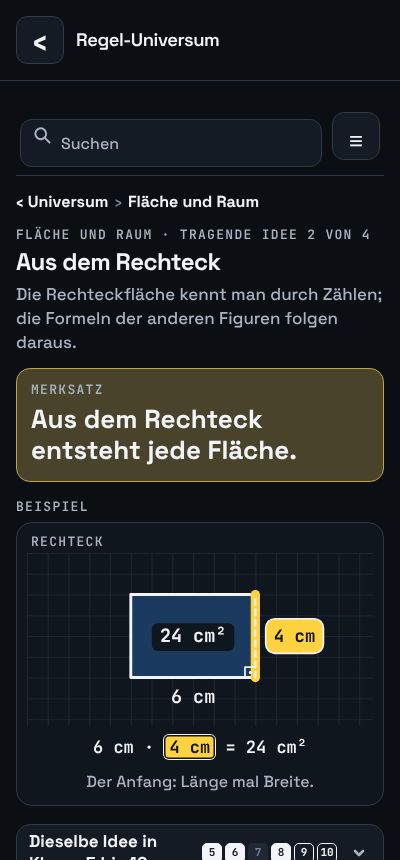 < Regel-Universum
Suchen
< Universum > Fläche und Raum
FLÄCHE UND RAUM · TRAGENDE IDEE 2 VON 4
Aus dem Rechteck
Die Rechteckfläche kennt man durch Zählen;
die Formeln der anderen Figuren folgen
daraus.
MERKSATZ
Aus dem Rechteck
entsteht jede Fläche.
BEISPIEL
RECHTECK
24 cm²
4 cm
6 cm
6 cm · 4 cm = 24 cm²
Der Anfang: Länge mal Breite.
Dieselbe Idee in
5 6 7 8 9 10